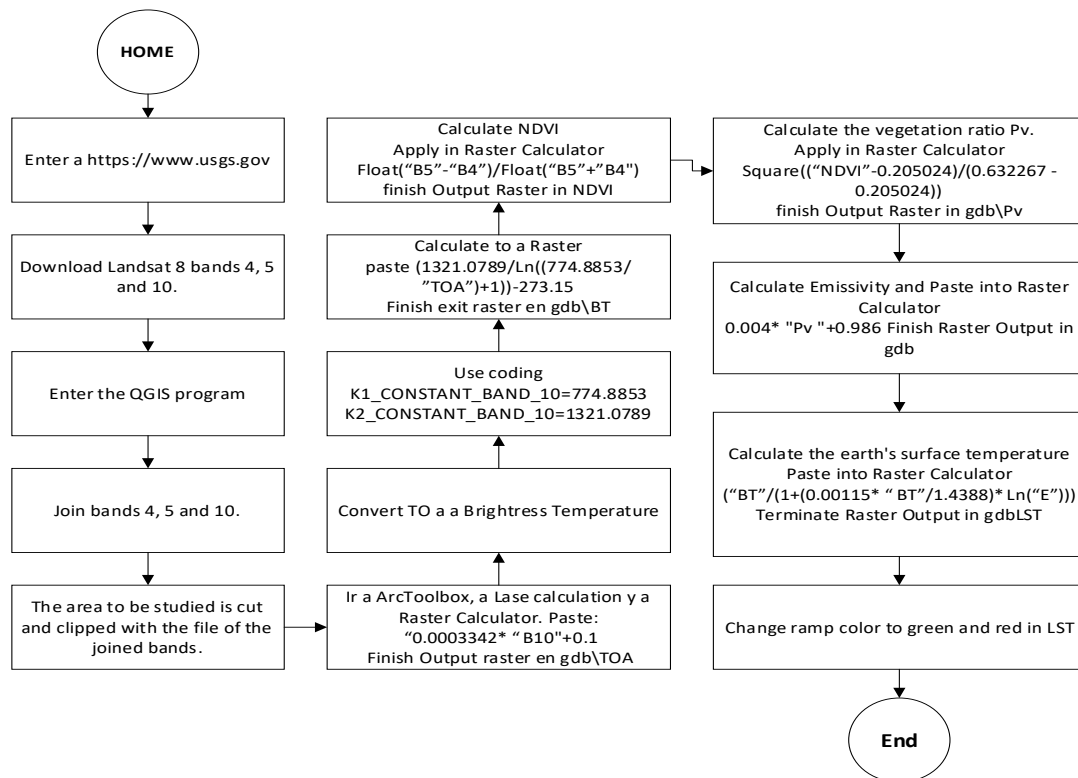 HOME
Enter a https://www.usgs.gov
Download Landsat 8 bands 4, 5
and 10.
Enter the QGIS program
Join bands 4, 5 and 10.
The area to be studied is cut
and clipped with the file of the
joined bands.
Ir a ArcToolbox, a Lase calculation y a
Raster Calculator. Paste:
“0.0003342* “B10"+0.1
Finish Output raster en gdb\TOA
Convert TO a a Brightress Temperature
Use coding
K1_CONSTANT_BAND_10=774.8853
K2_CONSTANT_BAND_10=1321.0789
Calculate to a Raster
paste (1321.0789/Ln((774.8853/
”TOA”)+1))-273.15
Finish exit raster en gdb\BT
Calculate NDVI
Apply in Raster Calculator
Float(“B5”-“B4”)/Float(“B5”+”B4")
finish Output Raster in NDVI
Calculate the vegetation ratio Pv.
Apply in Raster Calculator
Square((“NDVI”-0.205024)/(0.632267 -
0.205024))
finish Output Raster in gdb\Pv
Calculate Emissivity and Paste into Raster
Calculator
0.004* "Pv "+0.986 Finish Raster Output in
gdb
Calculate the earth's surface temperature
Paste into Raster Calculator
(“BT”/(1+(0.00115* “ BT”/1.4388)* Ln(“E”)))
Terminate Raster Output in gdbLST
Change ramp color to green and red in LST
End